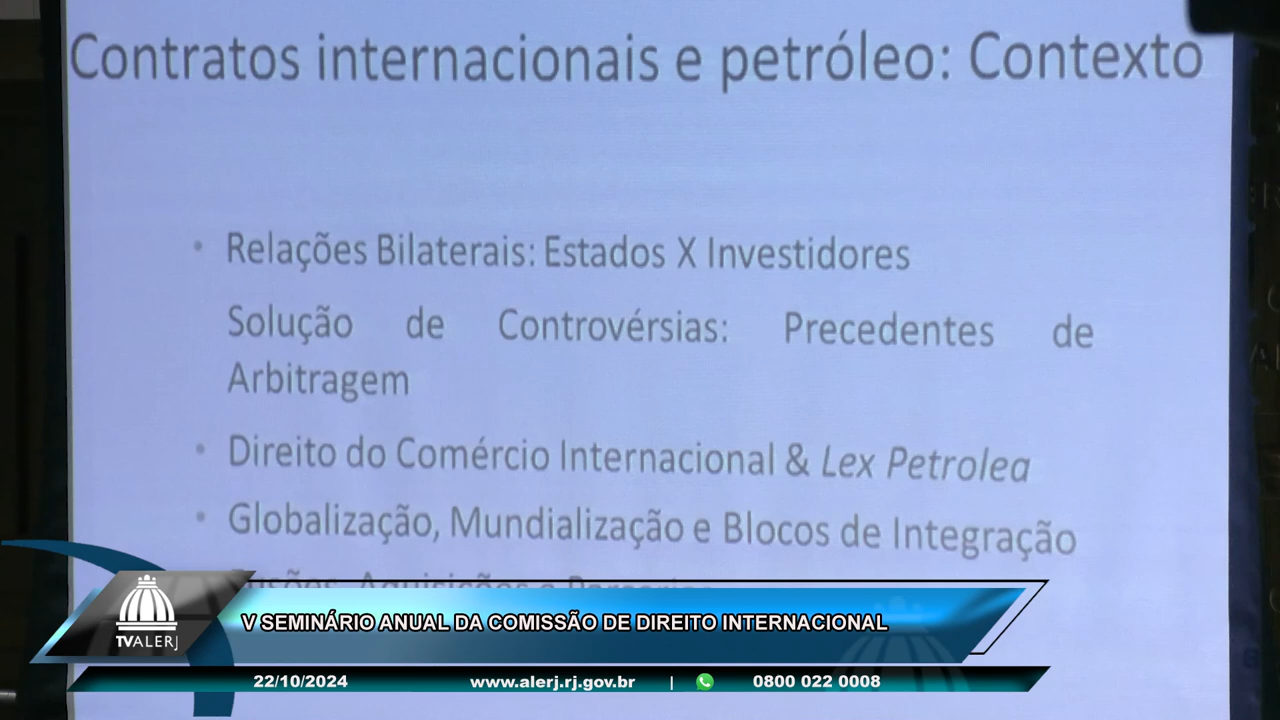 Contratos internacionais e petróleo: Contexto
• Relações Bilaterais: Estados X Investidores
Solução de Controvérsias: Precedentes de
Arbitragem
• Direito do Comércio Internacional & Lex Petrolea
• Globalização, Mundialização e Blocos de Integração
V SEMINÁRIO ANUAL DA COMISSÃO DE DIREITO INTERNACIONAL
TVALERJ
22/10/2024 www.alerj.rj.gov.br | 0800 022 0008